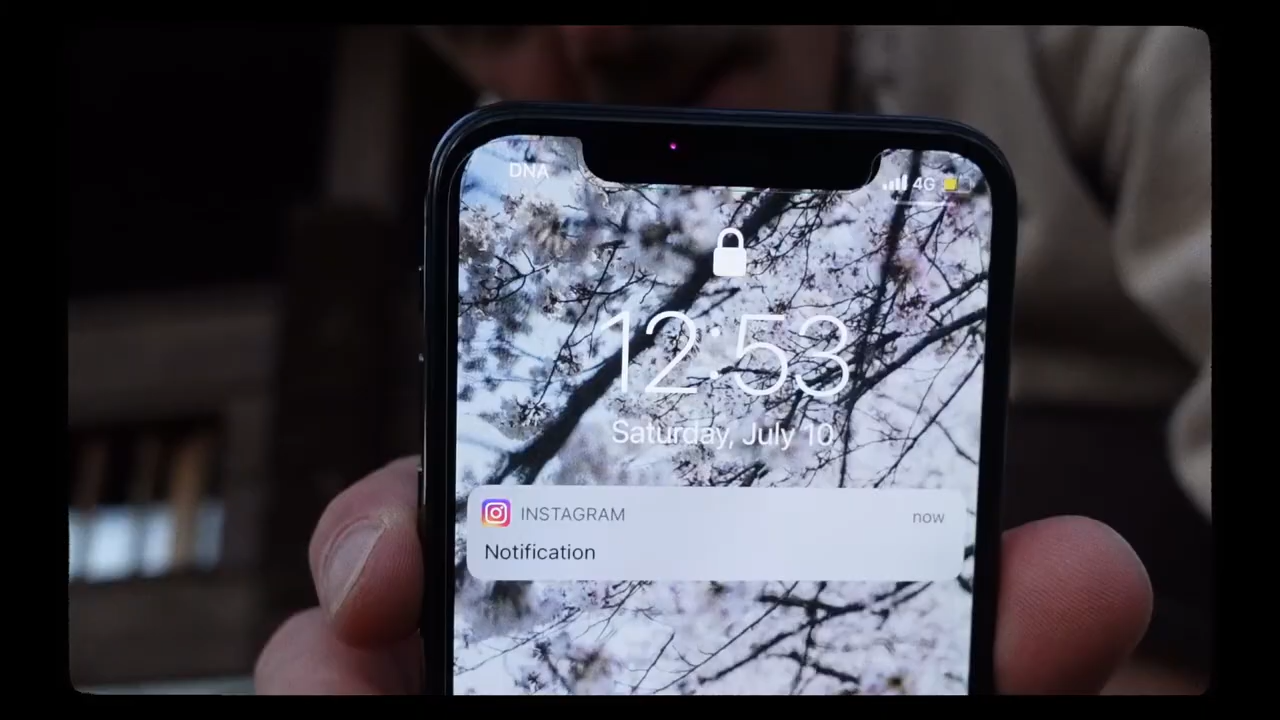 DNA
4G
12:53
Saturday, July 10
INSTAGRAM now
Notification